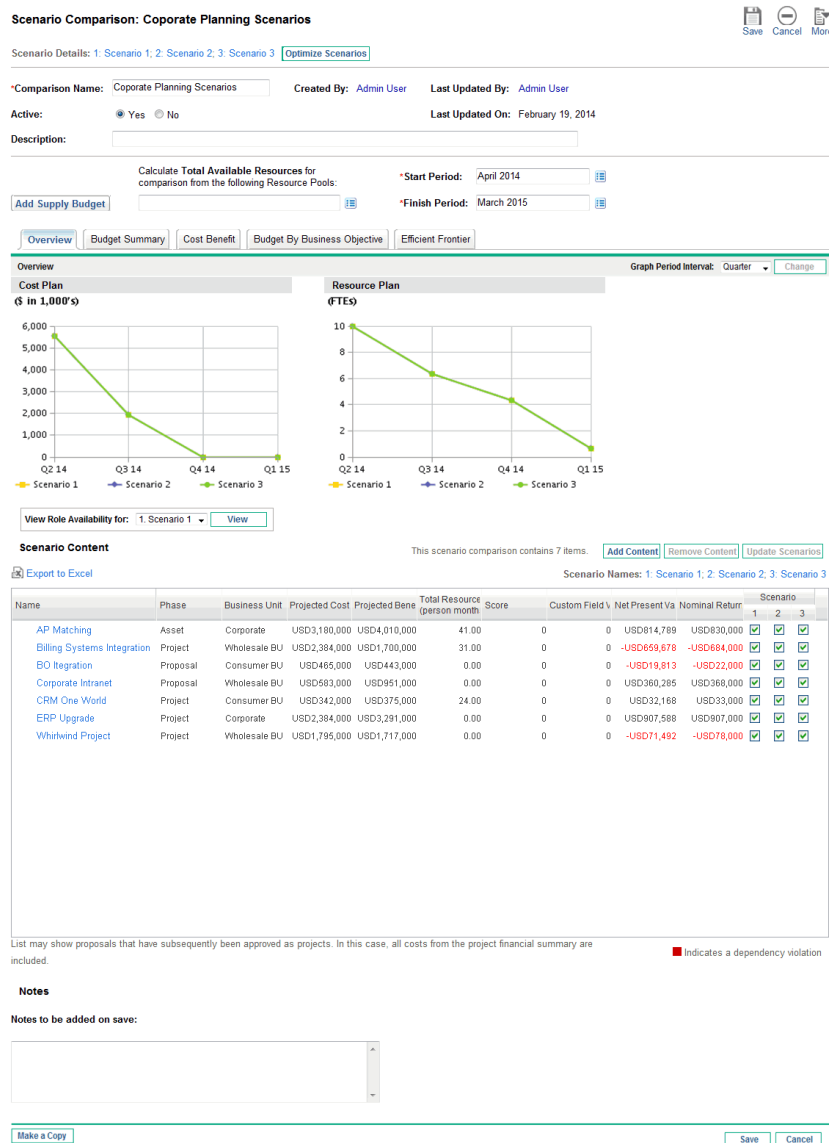 Scenario Comparison: Coporate Planning Scenarios
Save Cancel More
Scenario Details: 1: Scenario 1; 2: Scenario 2; 3: Scenario 3 Optimize Scenarios
*Comparison Name: Coporate Planning Scenarios Created By: Admin User Last Updated By: Admin User
Active: Yes No Last Updated On: February 19, 2014
Description:
Calculate Total Available Resources for
comparison from the following Resource Pools:
*Start Period: April 2014
Add Supply Budget *Finish Period: March 2015
Overview Budget Summary Cost Benefit Budget By Business Objective Efficient Frontier
Overview Graph Period Interval: Quarter Change
Cost Plan
($ in 1,000's)
6,000
5,000
4,000
3,000
2,000
1,000
0
Q2 14 Q3 14 Q4 14 Q1 15
Scenario 1 Scenario 2 Scenario 3
Resource Plan
(FTEs)
10
8
6
4
2
0
Q2 14 Q3 14 Q4 14 Q1 15
Scenario 1 Scenario 2 Scenario 3
View Role Availability for: 1. Scenario 1 View
Scenario Content This scenario comparison contains 7 items. Add Content Remove Content Update Scenarios
Export to Excel Scenario Names: 1: Scenario 1; 2: Scenario 2; 3: Scenario 3
Name Phase Business Unit Projected Cost Projected Bene Total Resource (person month Score Custom Field V Net Present Va Nominal Return Scenario
1 2 3
AP Matching Asset Corporate USD3,180,000 USD4,010,000 41.00 0 0 USD814,789 USD830,000
Billing Systems Integration Project Wholesale BU USD2,384,000 USD1,700,000 31.00 0 0 -USD659,678 -USD684,000
BO Itegration Proposal Consumer BU USD465,000 USD443,000 0.00 0 0 -USD19,813 -USD22,000
Corporate Intranet Proposal Wholesale BU USD583,000 USD951,000 0.00 0 0 USD360,285 USD368,000
CRM One World Project Consumer BU USD342,000 USD375,000 24.00 0 0 USD32,168 USD33,000
ERP Upgrade Project Corporate USD2,384,000 USD3,291,000 0.00 0 0 USD907,588 USD907,000
Whirlwind Project Project Wholesale BU USD1,795,000 USD1,717,000 0.00 0 0 -USD71,492 -USD78,000
List may show proposals that have subsequently been approved as projects. In this case, all costs from the project financial summary are
included.
Indicates a dependency violation
Notes
Notes to be added on save:
Make a Copy Save Cancel